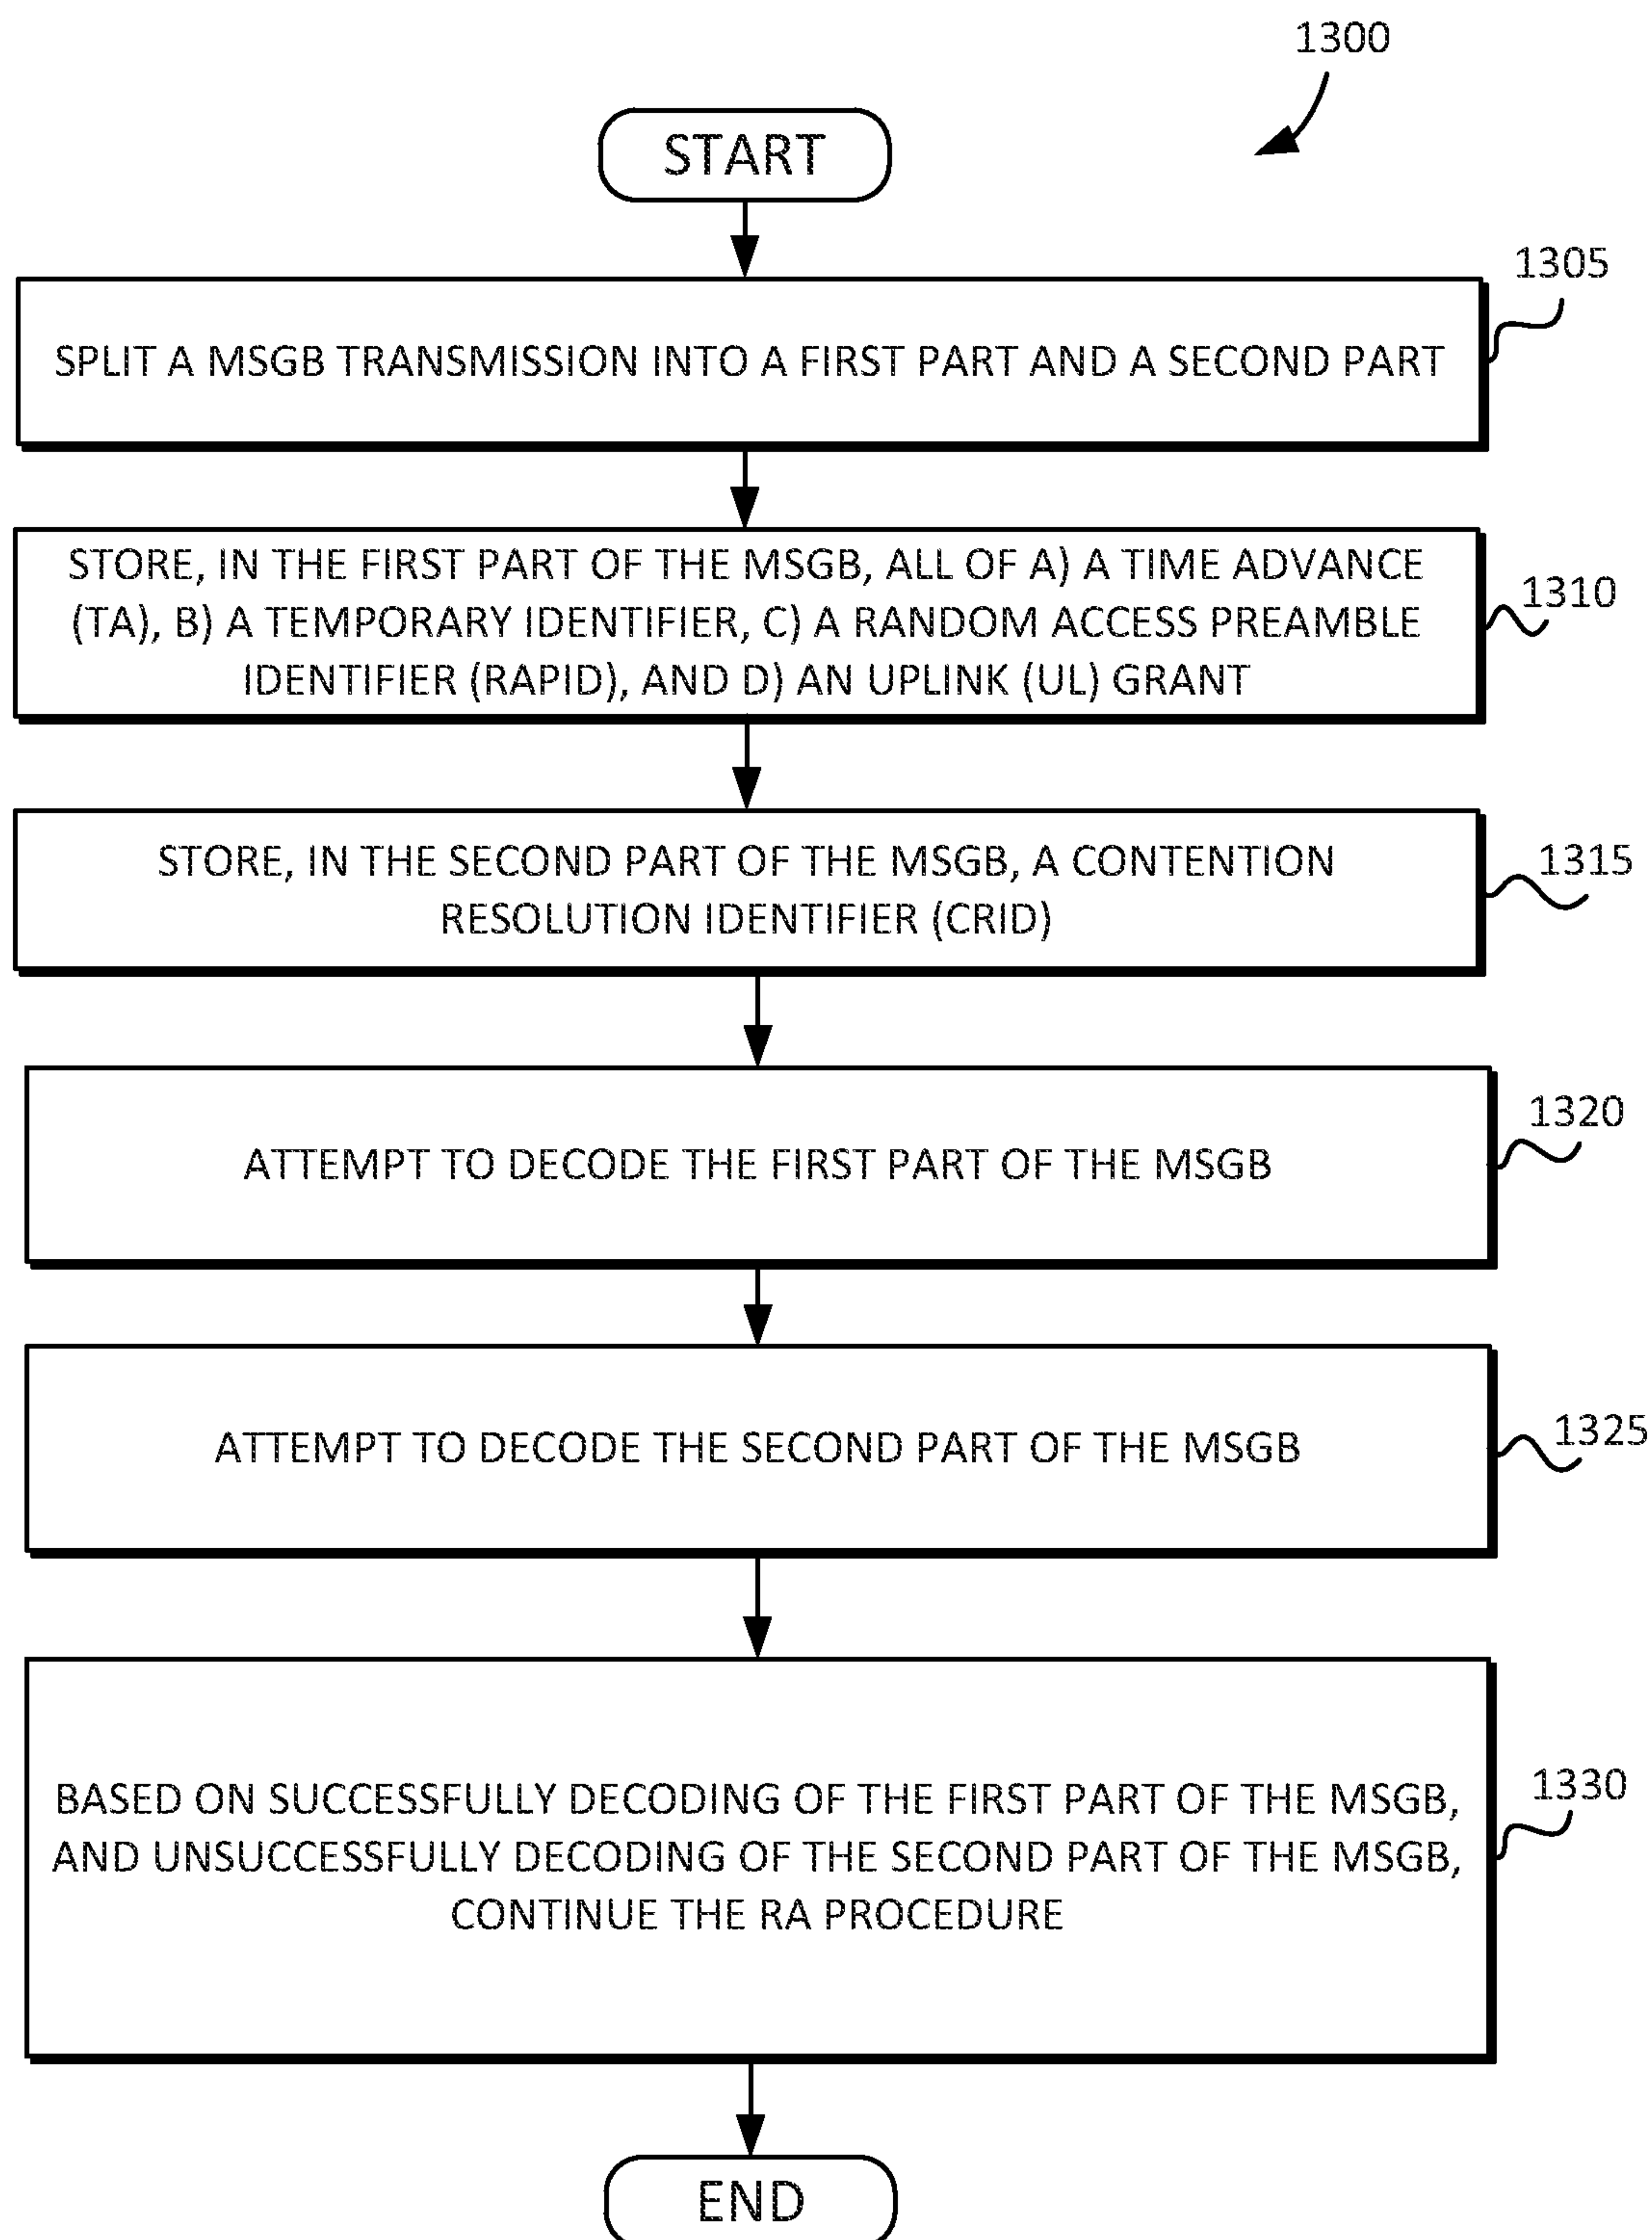 1300
START
1305
SPLIT A MSGB TRANSMISSION INTO A FIRST PART AND A SECOND PART
STORE, IN THE FIRST PART OF THE MSGB, ALL OF A) A TIME ADVANCE
(TA), B) A TEMPORARY IDENTIFIER, C) A RANDOM ACCESS PREAMBLE
IDENTIFIER (RAPID), AND D) AN UPLINK (UL) GRANT
1310
STORE, IN THE SECOND PART OF THE MSGB, A CONTENTION
RESOLUTION IDENTIFIER (CRID)
1315
ATTEMPT TO DECODE THE FIRST PART OF THE MSGB
1320
ATTEMPT TO DECODE THE SECOND PART OF THE MSGB
1325
BASED ON SUCCESSFULLY DECODING OF THE FIRST PART OF THE MSGB,
AND UNSUCCESSFULLY DECODING OF THE SECOND PART OF THE MSGB,
CONTINUE THE RA PROCEDURE
1330
END